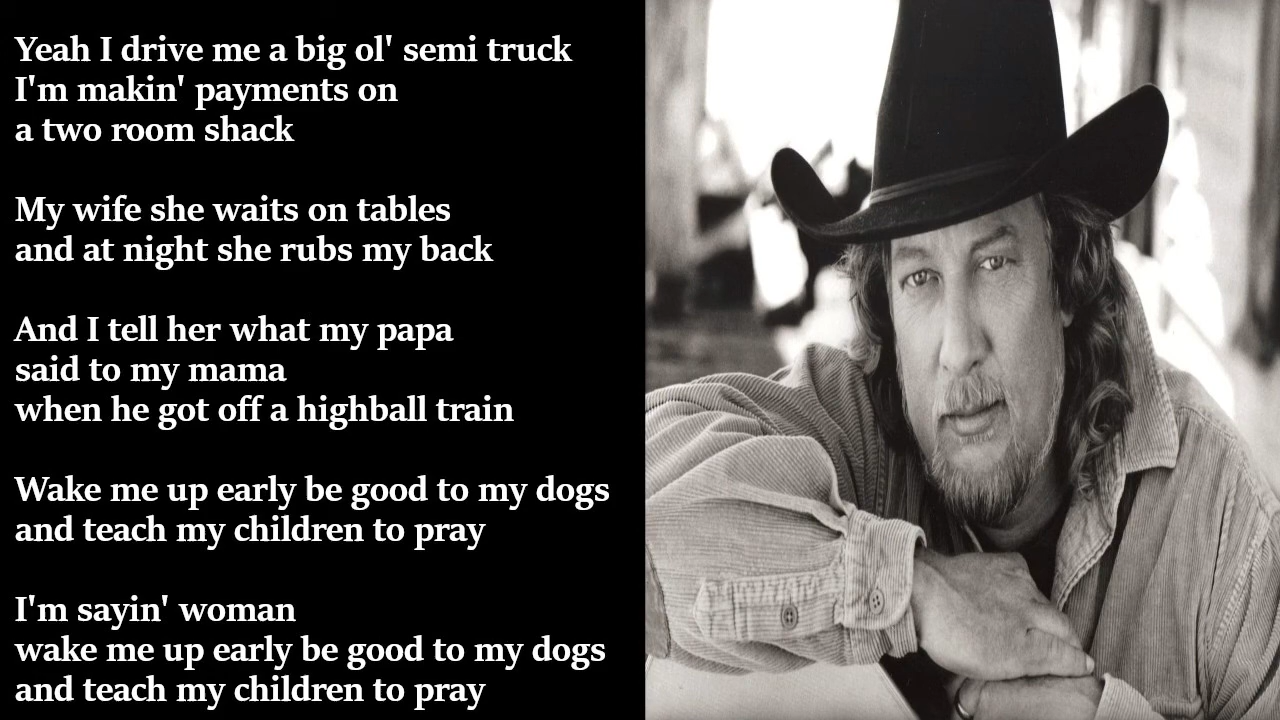 Yeah I drive me a big ol' semi truck
I'm makin' payments on
a two room shack
My wife she waits on tables
and at night she rubs my back
And I tell her what my papa
said to my mama
when he got off a highball train
Wake me up early be good to my dogs
and teach my children to pray
I'm sayin' woman
wake me up early be good to my dogs
and teach my children to pray